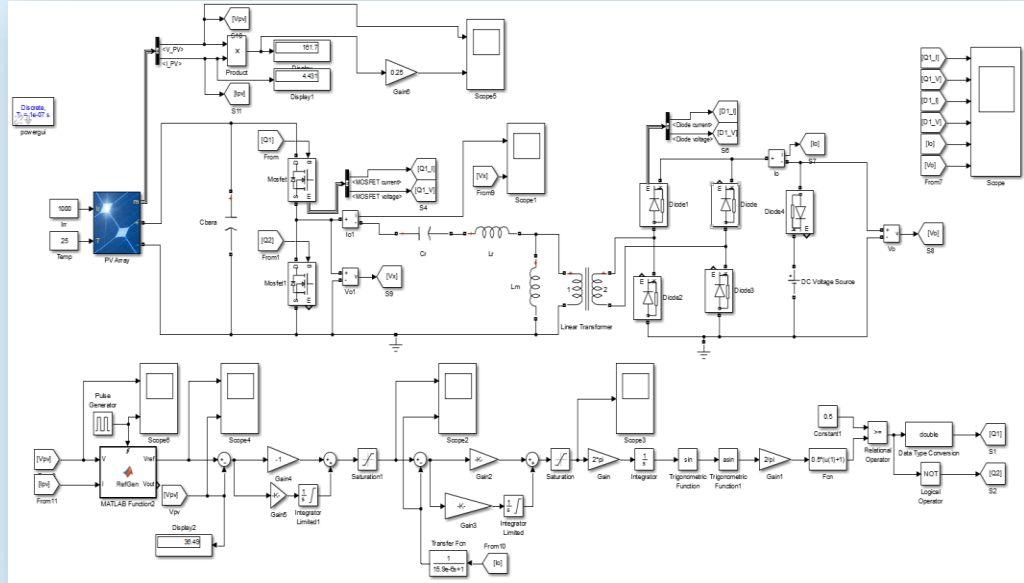 [Vpv]
S10
<V_PV>
<I_PV>
×
Product
161.7
Display
4.431
Display1
[Ipv]
S11
0.25
Gain6
Scope5
Discrete,
powergui
[Q1]
From
Mosfet
<MOSFET current>
<MOSFET voltage>
[Q1_I]
[Q1_V]
S4
[Vx]
From9
Scope1
<Diode current>
<Diode voltage>
[D1_I]
[D1_V]
S6
[Io]
S7
Io
[Q1_I]
[Q1_V]
[D1_I]
[D1_V]
[Io]
[Vo]
From7
Scope
1000
Irr
25
Temp
PV Array
Cbara
[Q2]
From1
Mosfet1
Io1
Vo1
[Vx]
S9
Cr
Lr
Lm
1
2
Linear Transformer
Diode1
Diode
Diode4
Diode2
Diode3
DC Voltage Source
Vo
[Vo]
S8
Pulse
Generator
Scope6
Scope4
Scope2
Scope3
[Vpv]
[Ipv]
From11
V
I
RefGen
Vref
Vout
MATLAB Function2
[Vpv]
Vpv
Display2
36.49
-1
Gain4
-K-
Gain5
Integrator
Limited1
Saturation1
-K-
Gain2
-K-
Gain3
Integrator
Limited
Transfer Fcn
1
15.9e-6s+1
From10
[Io]
Saturation
2*pi
Gain
1
s
Integrator
sin
Trigonometric
Function
asin
Trigonometric
Function1
2/pi
Gain1
0.5*(u(1)+1)
Fcn
0.5
Constant1
>=
Relational
Operator
double
Data Type Conversion
NOT
Logical
Operator
[Q1]
S1
[Q2]
S2